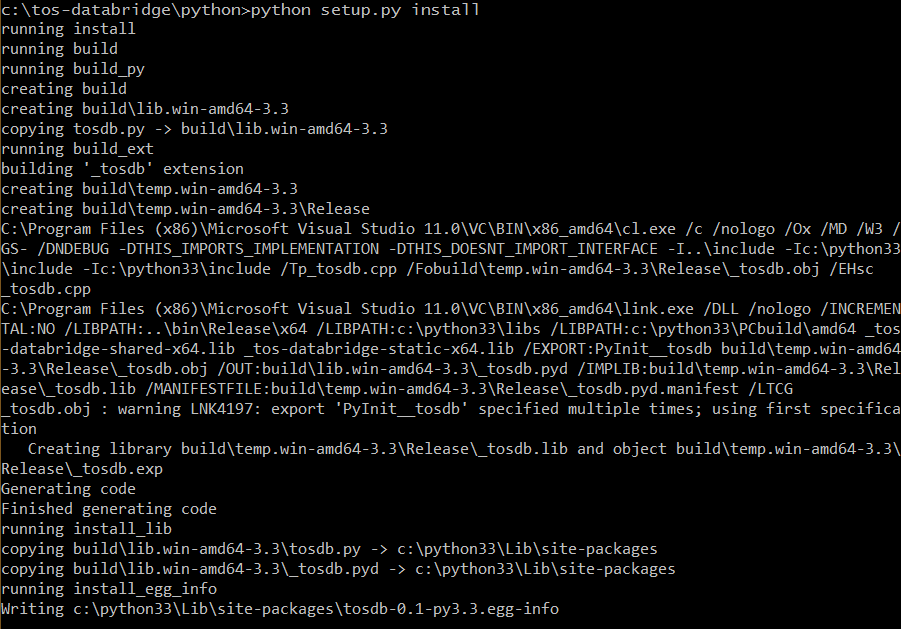 c:\tos-databridge\python>python setup.py install
running install
running build
running build_py
creating build
creating build\lib.win-amd64-3.3
copying tosdb.py -> build\lib.win-amd64-3.3
running build_ext
building '_tosdb' extension
creating build\temp.win-amd64-3.3
creating build\temp.win-amd64-3.3\Release
C:\Program Files (x86)\Microsoft Visual Studio 11.0\VC\BIN\x86_amd64\cl.exe /c /nologo /Ox /MD /W3 /
GS- /DNDEBUG -DTHIS_IMPORTS_IMPLEMENTATION -DTHIS_DOESNT_IMPORT_INTERFACE -I..\include -Ic:\python33
\include -Ic:\python33\include /Tp_tosdb.cpp /Fobuild\temp.win-amd64-3.3\Release\_tosdb.obj /EHsc
_tosdb.cpp
C:\Program Files (x86)\Microsoft Visual Studio 11.0\VC\BIN\x86_amd64\link.exe /DLL /nologo /INCREMEN
TAL:NO /LIBPATH:..\bin\Release\x64 /LIBPATH:c:\python33\libs /LIBPATH:c:\python33\PCbuild\amd64 _tos
-databridge-shared-x64.lib _tos-databridge-static-x64.lib /EXPORT:PyInit__tosdb build\temp.win-amd64
-3.3\Release\_tosdb.obj /OUT:build\lib.win-amd64-3.3\_tosdb.pyd /IMPLIB:build\temp.win-amd64-3.3\Rel
ease\_tosdb.lib /MANIFESTFILE:build\temp.win-amd64-3.3\Release\_tosdb.pyd.manifest /LTCG
_tosdb.obj : warning LNK4197: export 'PyInit__tosdb' specified multiple times; using first specifica
tion
   Creating library build\temp.win-amd64-3.3\Release\_tosdb.lib and object build\temp.win-amd64-3.3\
Release\_tosdb.exp
Generating code
Finished generating code
running install_lib
copying build\lib.win-amd64-3.3\tosdb.py -> c:\python33\Lib\site-packages
copying build\lib.win-amd64-3.3\_tosdb.pyd -> c:\python33\Lib\site-packages
running install_egg_info
Writing c:\python33\Lib\site-packages\tosdb-0.1-py3.3.egg-info